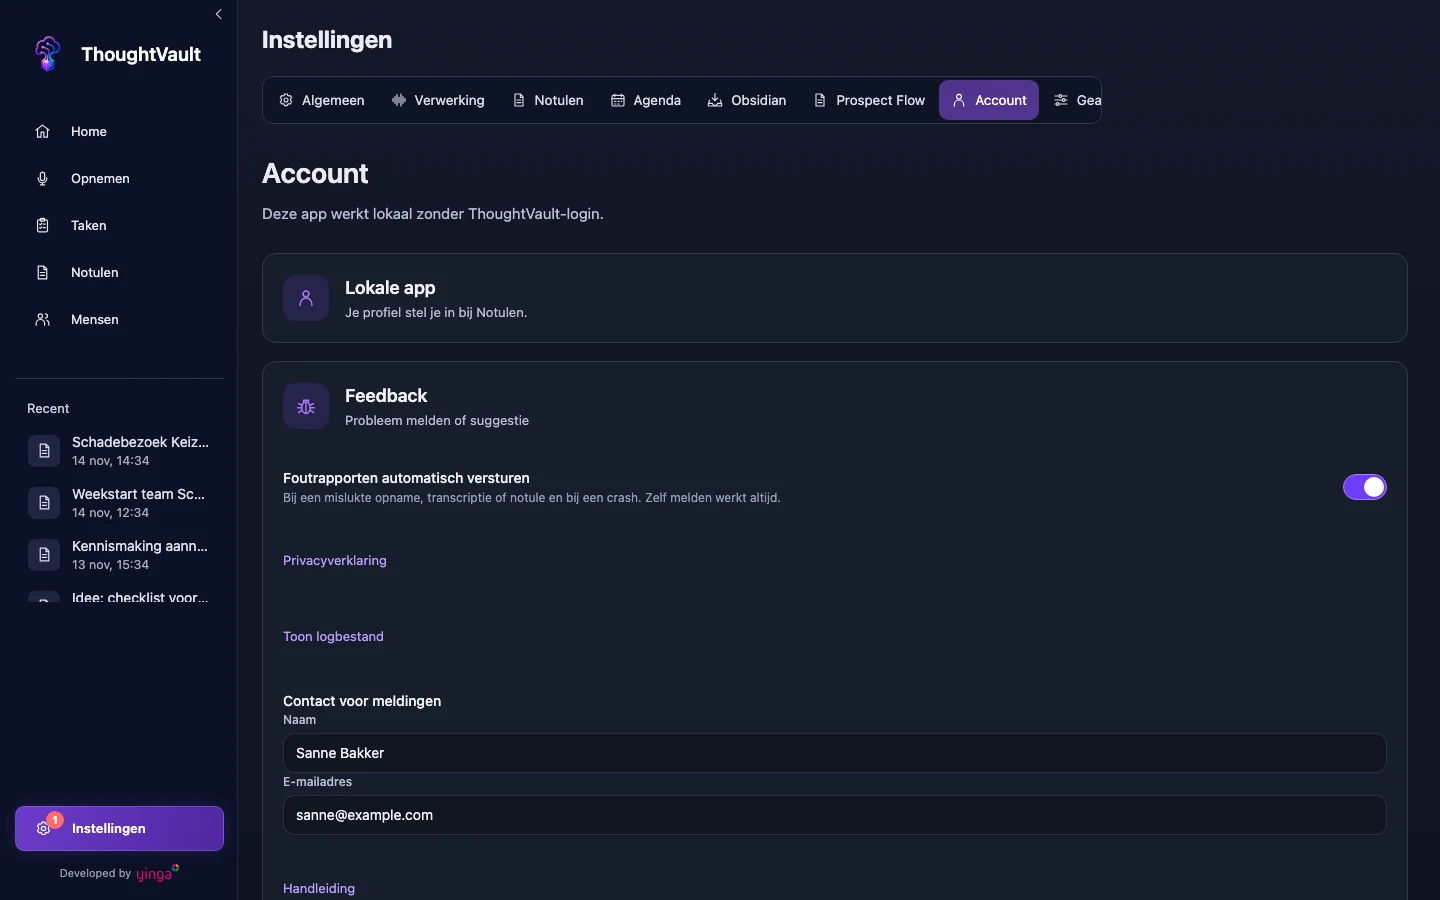 ThoughtVault
Home
Opnemen
Taken
Notulen
Mensen
Recent
Schadebezoek Keiz...
14 nov, 14:34
Weekstart team Sc...
14 nov, 12:34
Kennismaking aann...
13 nov, 15:34
Idee: checklist voor...
1
Instellingen
Developed by yinga
Instellingen
Algemeen
Verwerking
Notulen
Agenda
Obsidian
Prospect Flow
Account
Gea
Account
Deze app werkt lokaal zonder ThoughtVault-login.
Lokale app
Je profiel stel je in bij Notulen.
Feedback
Probleem melden of suggestie
Foutrapporten automatisch versturen
Bij een mislukte opname, transcriptie of notule en bij een crash. Zelf melden werkt altijd.
Privacyverklaring
Toon logbestand
Contact voor meldingen
Naam
Sanne Bakker
E-mailadres
sanne@example.com
Handleiding